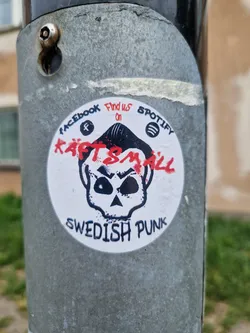 FACEBOOK Find us SPOTIFY
on
KÄFTSMÄLL
SWEDISH PUNK